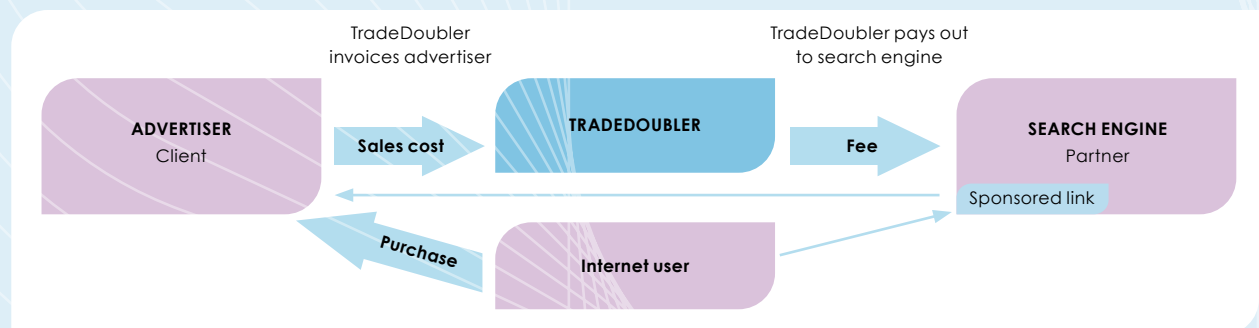 TradeDoubler
invoices advertiser
TradeDoubler pays out
to search engine
ADVERTISER
Client
Sales cost
TRADEDOUBLER
Fee
SEARCH ENGINE
Partner
Sponsored link
Purchase
Internet user